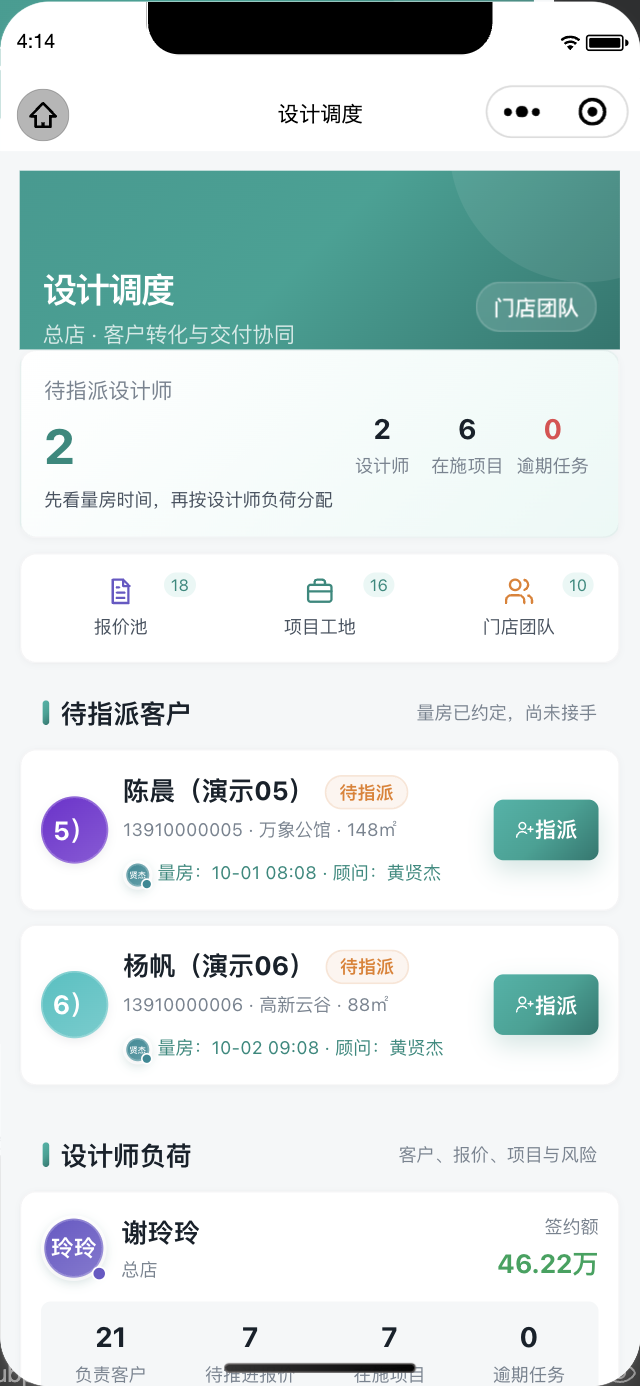 4:14
设计调度
设计调度
门店团队
总店 · 客户转化与交付协同
待指派设计师
2
2 6 0
设计师 在施项目 逾期任务
先看量房时间，再按设计师负荷分配
18 16 10
报价池 项目工地 门店团队
待指派客户 量房已约定，尚未接手
陈晨（演示05） 待指派
5）
13910000005 · 万象公馆 · 148㎡
指派
贤杰 量房：10-01 08:08 · 顾问：黄贤杰
杨帆（演示06） 待指派
6）
13910000006 · 高新云谷 · 88㎡
指派
贤杰 量房：10-02 09:08 · 顾问：黄贤杰
设计师负荷 客户、报价、项目与风险
玲玲 谢玲玲 签约额
总店 46.22万
21 7 7 0
负责客户 待推进报价 在施项目 逾期任务